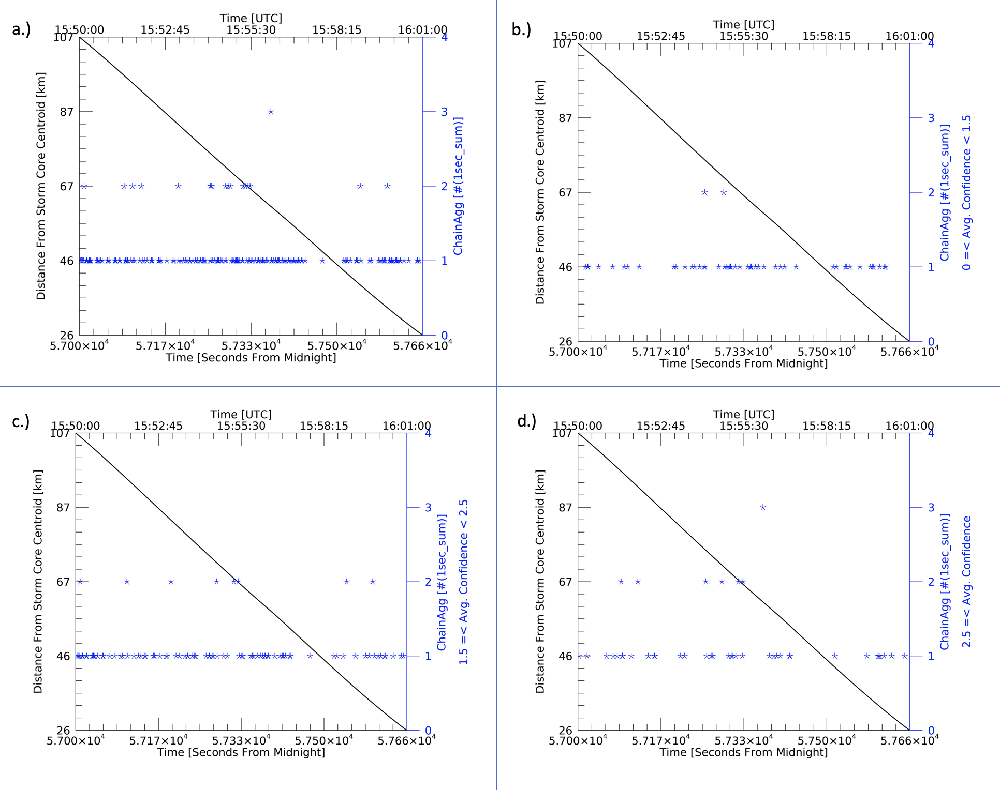 a.)
Time [UTC]
15:50:00 15:52:45 15:55:30 15:58:15 16:01:00
107 87 67 46 26
Distance From Storm Core Centroid [km]
4 3 2 1 0
ChainAgg [#(1sec_sum)]
5.700×10⁴ 5.717×10⁴ 5.733×10⁴ 5.750×10⁴ 5.766×10⁴
Time [Seconds From Midnight]
b.)
Time [UTC]
15:50:00 15:52:45 15:55:30 15:58:15 16:01:00
107 87 67 46 26
Distance From Storm Core Centroid [km]
4 3 2 1 0
ChainAgg [#(1sec_sum)]
0 =< Avg. Confidence < 1.5
5.700×10⁴ 5.717×10⁴ 5.733×10⁴ 5.750×10⁴ 5.766×10⁴
Time [Seconds From Midnight]
c.)
Time [UTC]
15:50:00 15:52:45 15:55:30 15:58:15 16:01:00
107 87 67 46 26
Distance From Storm Core Centroid [km]
4 3 2 1 0
ChainAgg [#(1sec_sum)]
1.5 =< Avg. Confidence < 2.5
5.700×10⁴ 5.717×10⁴ 5.733×10⁴ 5.750×10⁴ 5.766×10⁴
Time [Seconds From Midnight]
d.)
Time [UTC]
15:50:00 15:52:45 15:55:30 15:58:15 16:01:00
107 87 67 46 26
Distance From Storm Core Centroid [km]
4 3 2 1 0
ChainAgg [#(1sec_sum)]
2.5 =< Avg. Confidence
5.700×10⁴ 5.717×10⁴ 5.733×10⁴ 5.750×10⁴ 5.766×10⁴
Time [Seconds From Midnight]